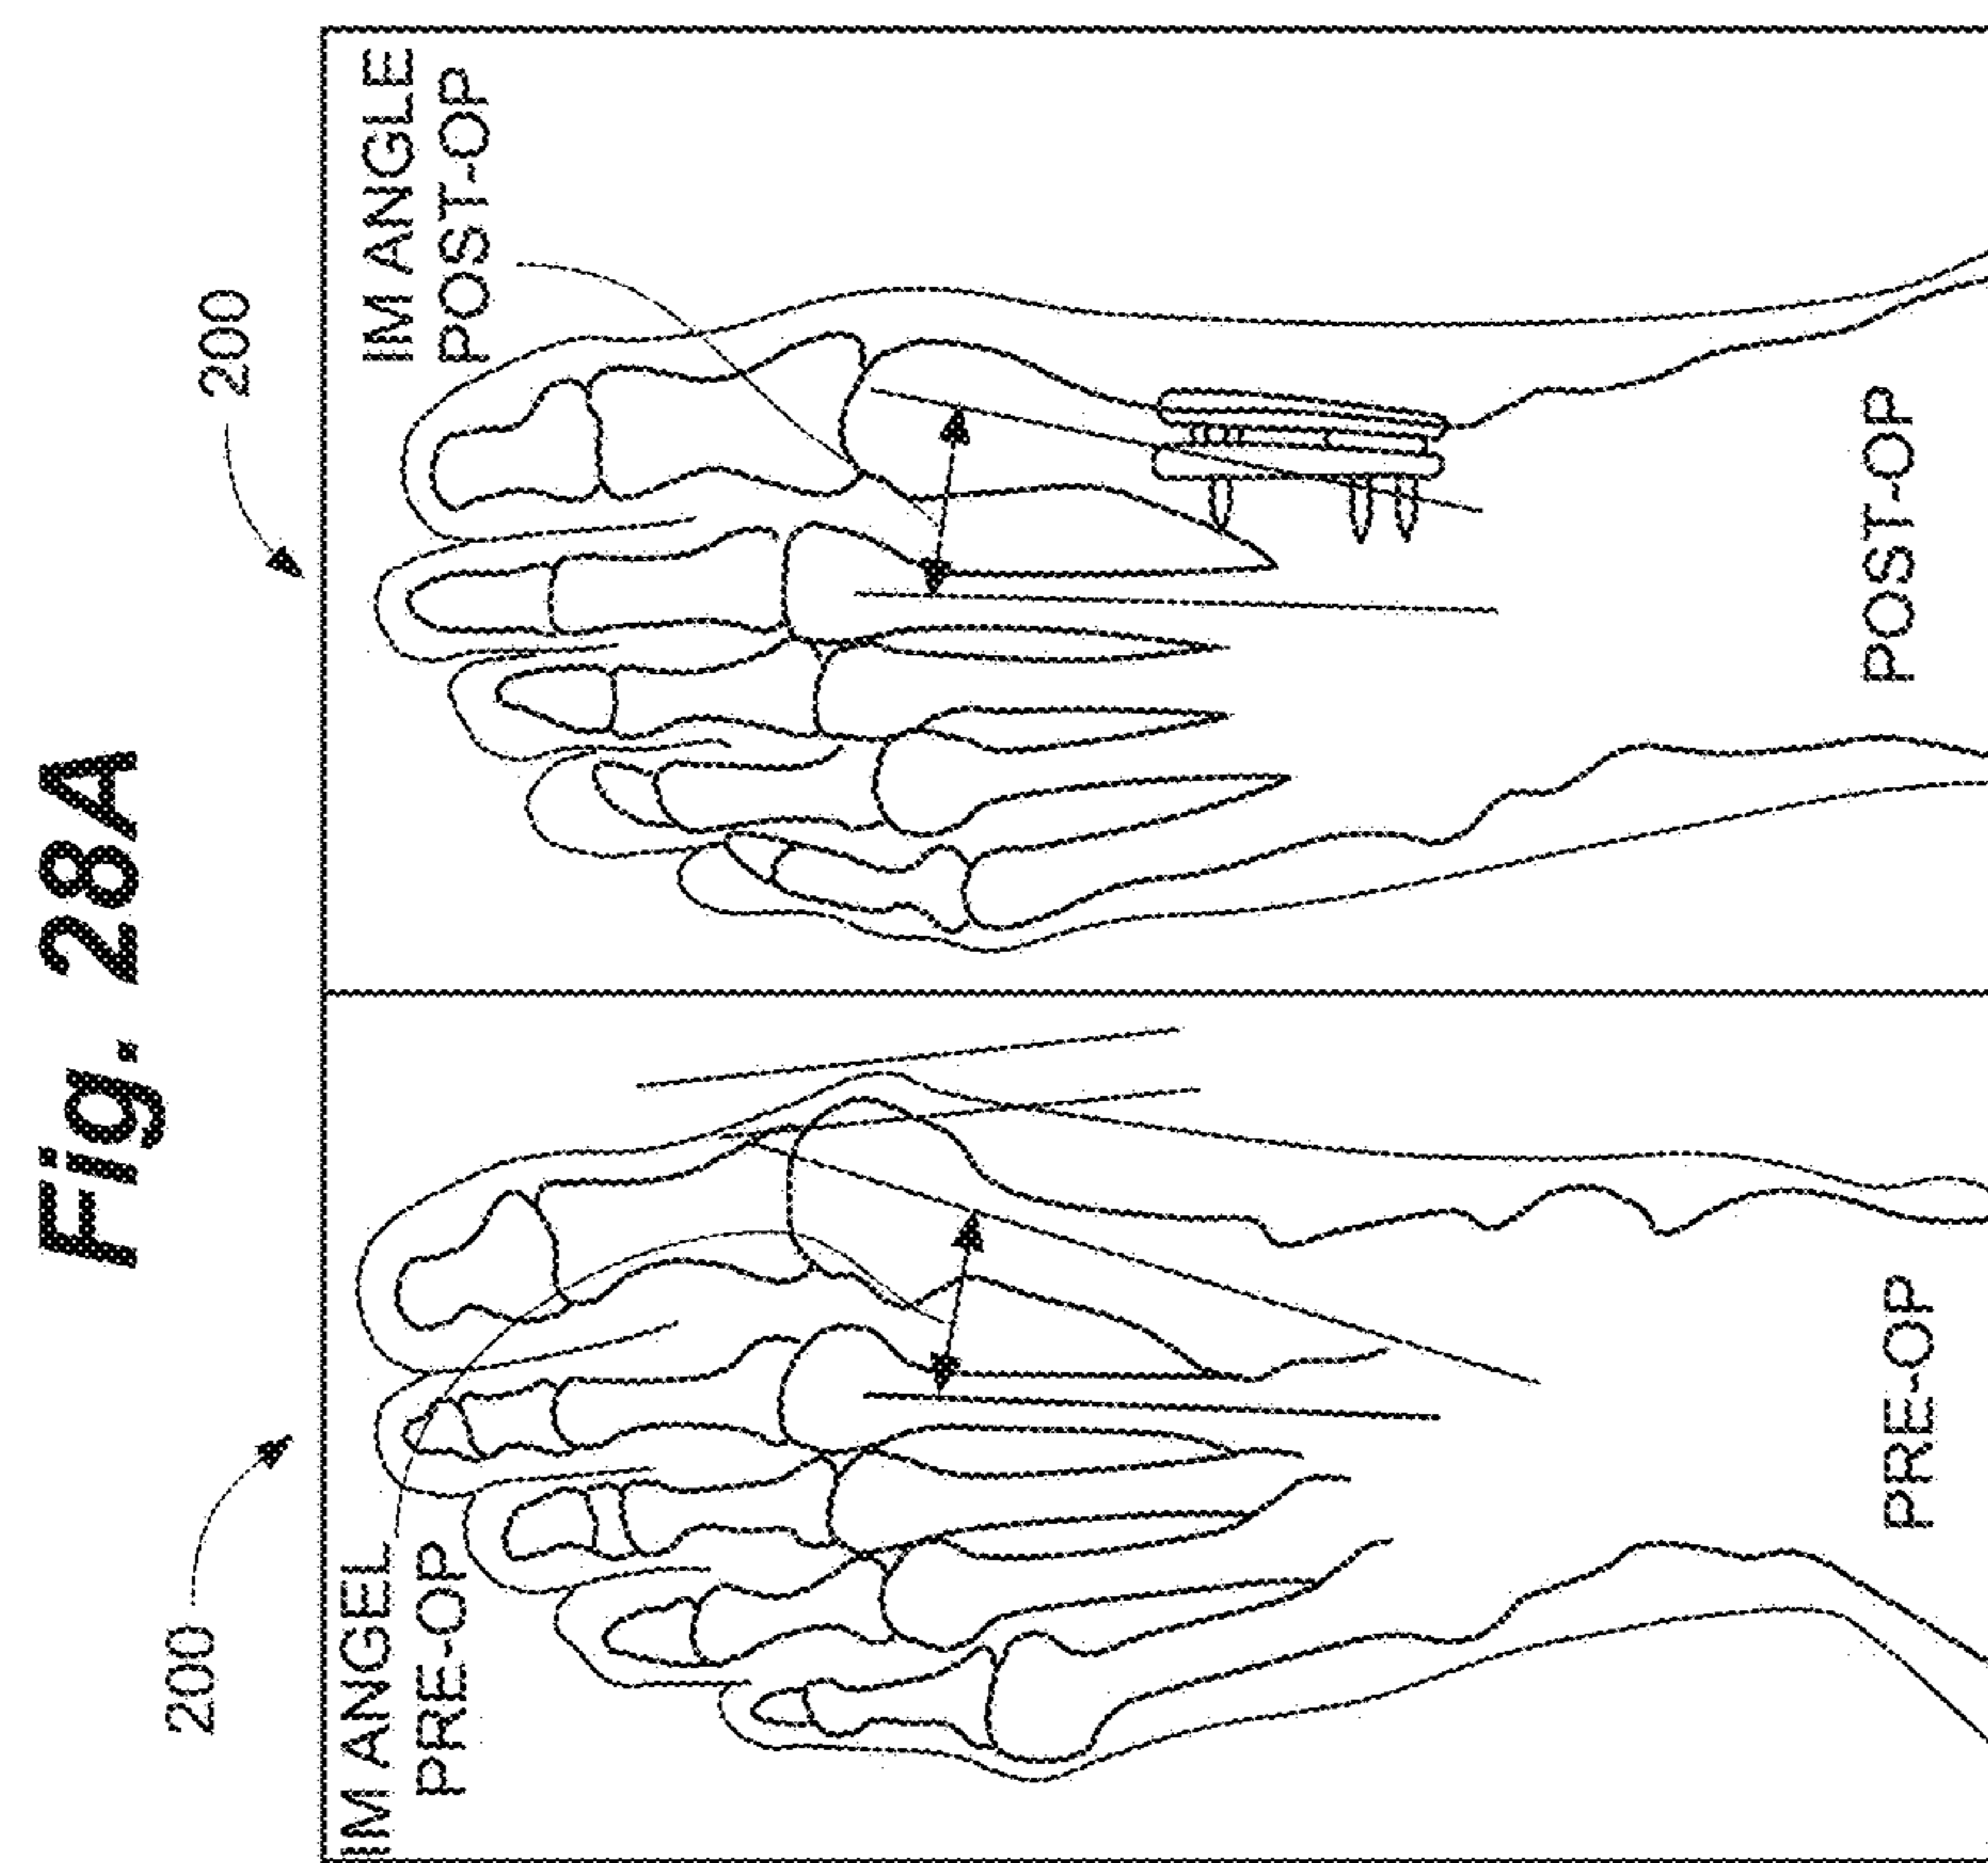 Fig. 28A
200
200
IM ANGEL
PRE-OP
IM ANGLE
POST-OP
PRE-OP
POST-OP